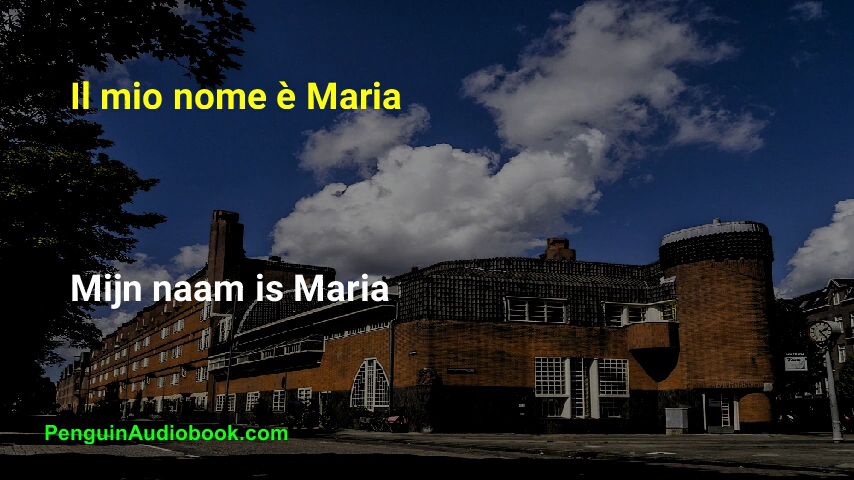 Il mio nome è Maria
Mijn naam is Maria
PenguinAudiobook.com